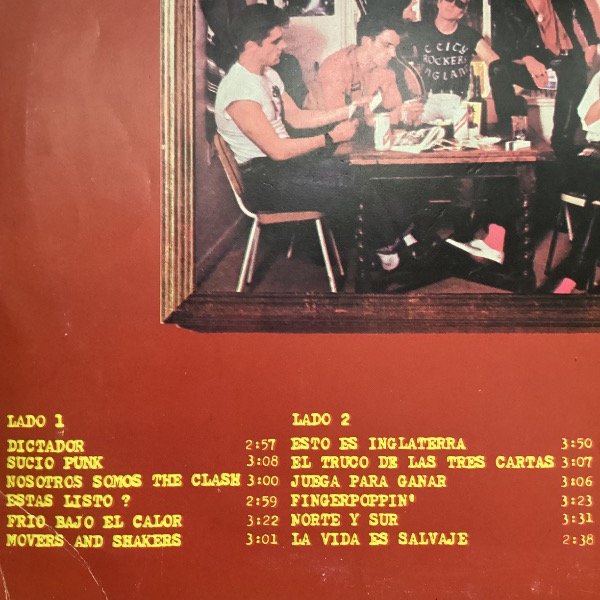 C CITY
ROCKERS
ENGLAND
LADO 1
DICTADOR 2:57
SUCIO PUNK 3:08
NOSOTROS SOMOS THE CLASH 3:00
ESTAS LISTO ? 2:59
FRIO BAJO EL CALOR 3:22
MOVERS AND SHAKERS 3:01
LADO 2
ESTO ES INGLATERRA 3:50
EL TRUCO DE LAS TRES CARTAS 3:07
JUEGA PARA GANAR 3:06
FINGERPOPPIN' 3:23
NORTE Y SUR 3:31
LA VIDA ES SALVAJE 2:38